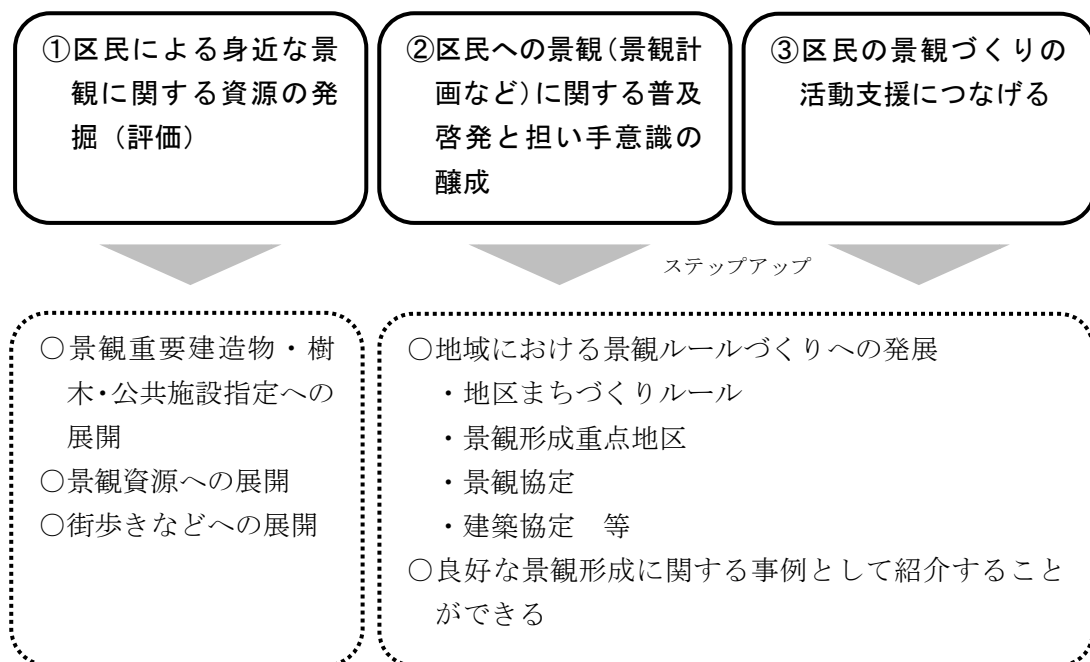 ①区民による身近な景
観に関する資源の発
掘（評価）
②区民への景観（景観計
画など）に関する普及
啓発と担い手意識の
醸成
③区民の景観づくりの
活動支援につなげる
ステップアップ
○景観重要建造物・樹
木・公共施設指定への
展開
○景観資源への展開
○街歩きなどへの展開
○地域における景観ルールづくりへの発展
・地区まちづくりルール
・景観形成重点地区
・景観協定
・建築協定　等
○良好な景観形成に関する事例として紹介すること
ができる